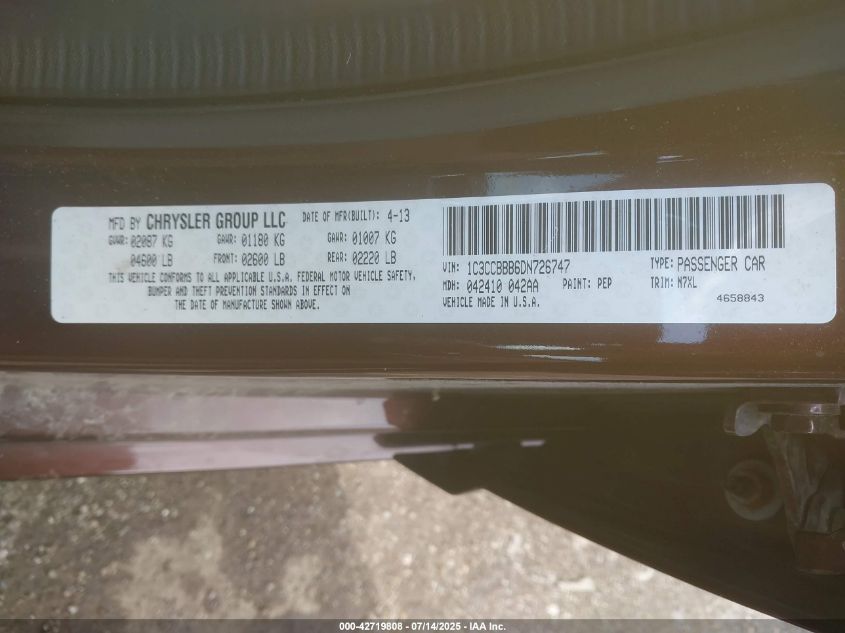 MFD BY CHRYSLER GROUP LLC DATE OF MFR(BUILT): 4-13
GVWR: 02087 KG GAWR: 01180 KG GAWR: 01007 KG
04600 LB FRONT: 02600 LB REAR: 02220 LB
THIS VEHICLE CONFORMS TO ALL APPLICABLE U.S.A. FEDERAL MOTOR VEHICLE SAFETY,
BUMPER AND THEFT PREVENTION STANDARDS IN EFFECT ON
THE DATE OF MANUFACTURE SHOWN ABOVE.
VIN: 1C3CCBBB6DN726747 TYPE: PASSENGER CAR
MDH: 042410 042AA PAINT: PEP TRIM: M7XL
VEHICLE MADE IN U.S.A. 4658843
000-42719808 - 07/14/2025 - IAA Inc.